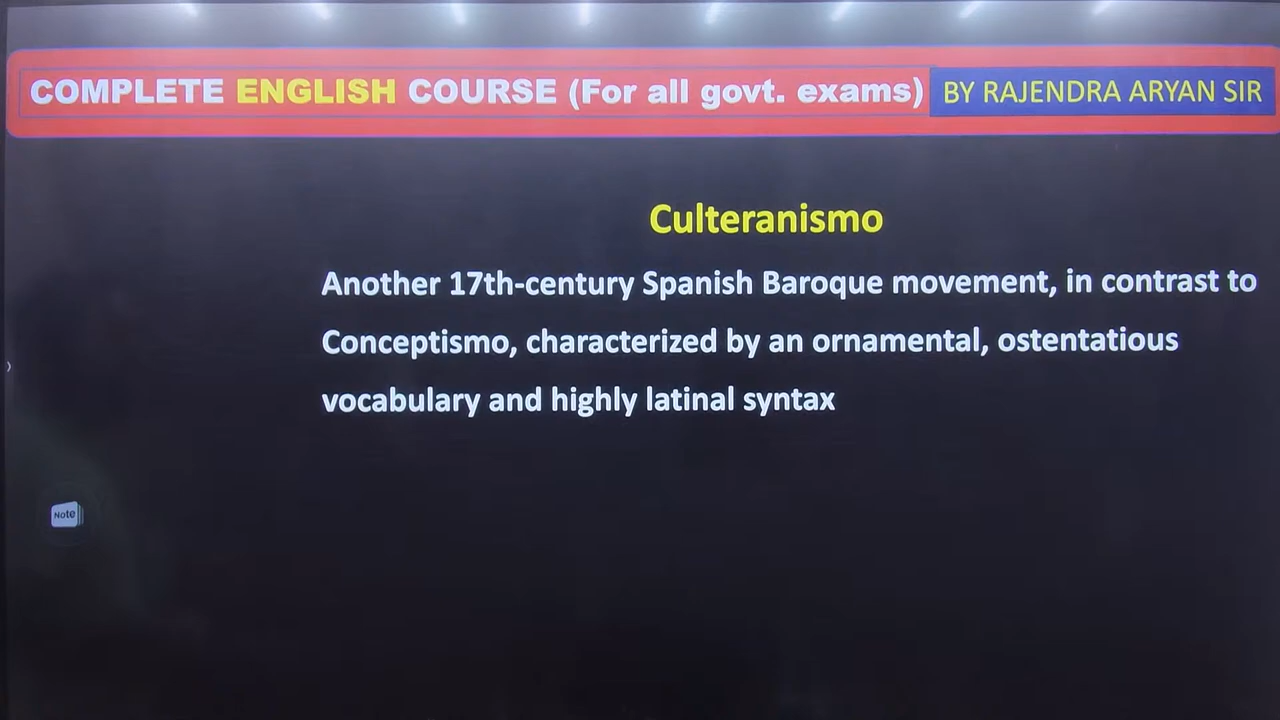 COMPLETE ENGLISH COURSE (For all govt. exams) BY RAJENDRA ARYAN SIR
Culteranismo
Another 17th-century Spanish Baroque movement, in contrast to
Conceptismo, characterized by an ornamental, ostentatious
vocabulary and highly latinal syntax
Note